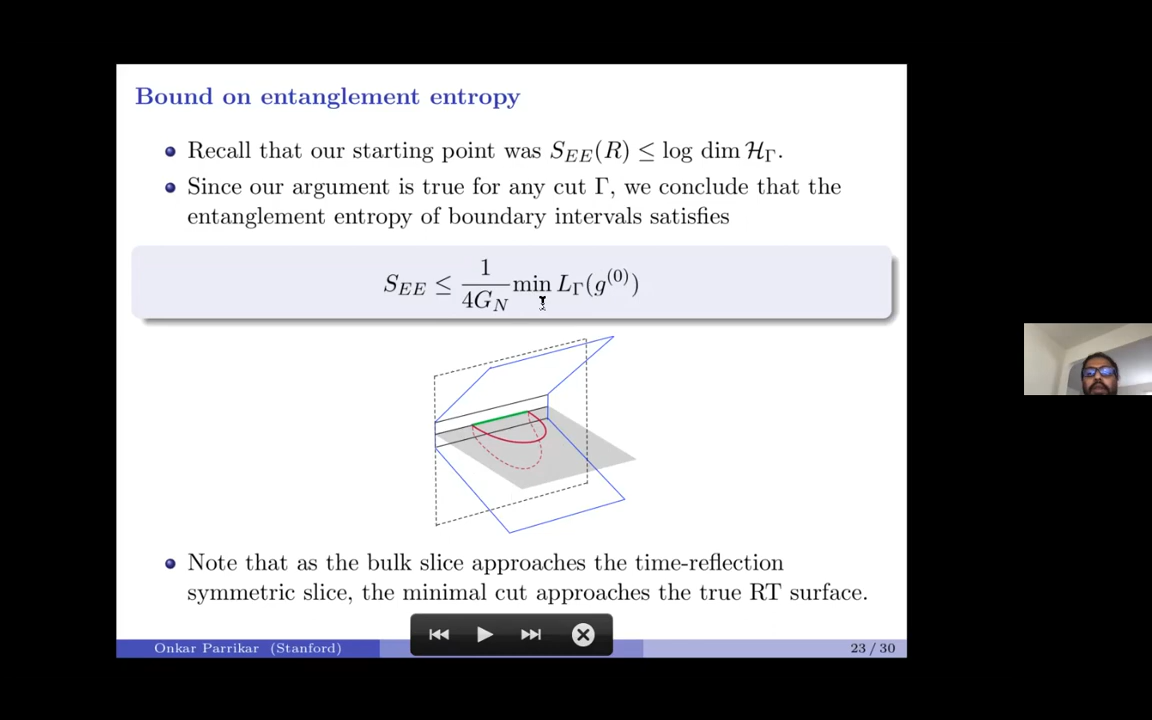 Bound on entanglement entropy
Recall that our starting point was S_{EE}(R) ≤ log dim ℋ_Γ.
Since our argument is true for any cut Γ, we conclude that the
entanglement entropy of boundary intervals satisfies
S_{EE} ≤ \frac{1}{4G_N} min L_Γ(g^{(0)})
Note that as the bulk slice approaches the time-reflection
symmetric slice, the minimal cut approaches the true RT surface.
Onkar Parrikar (Stanford) 23 / 30